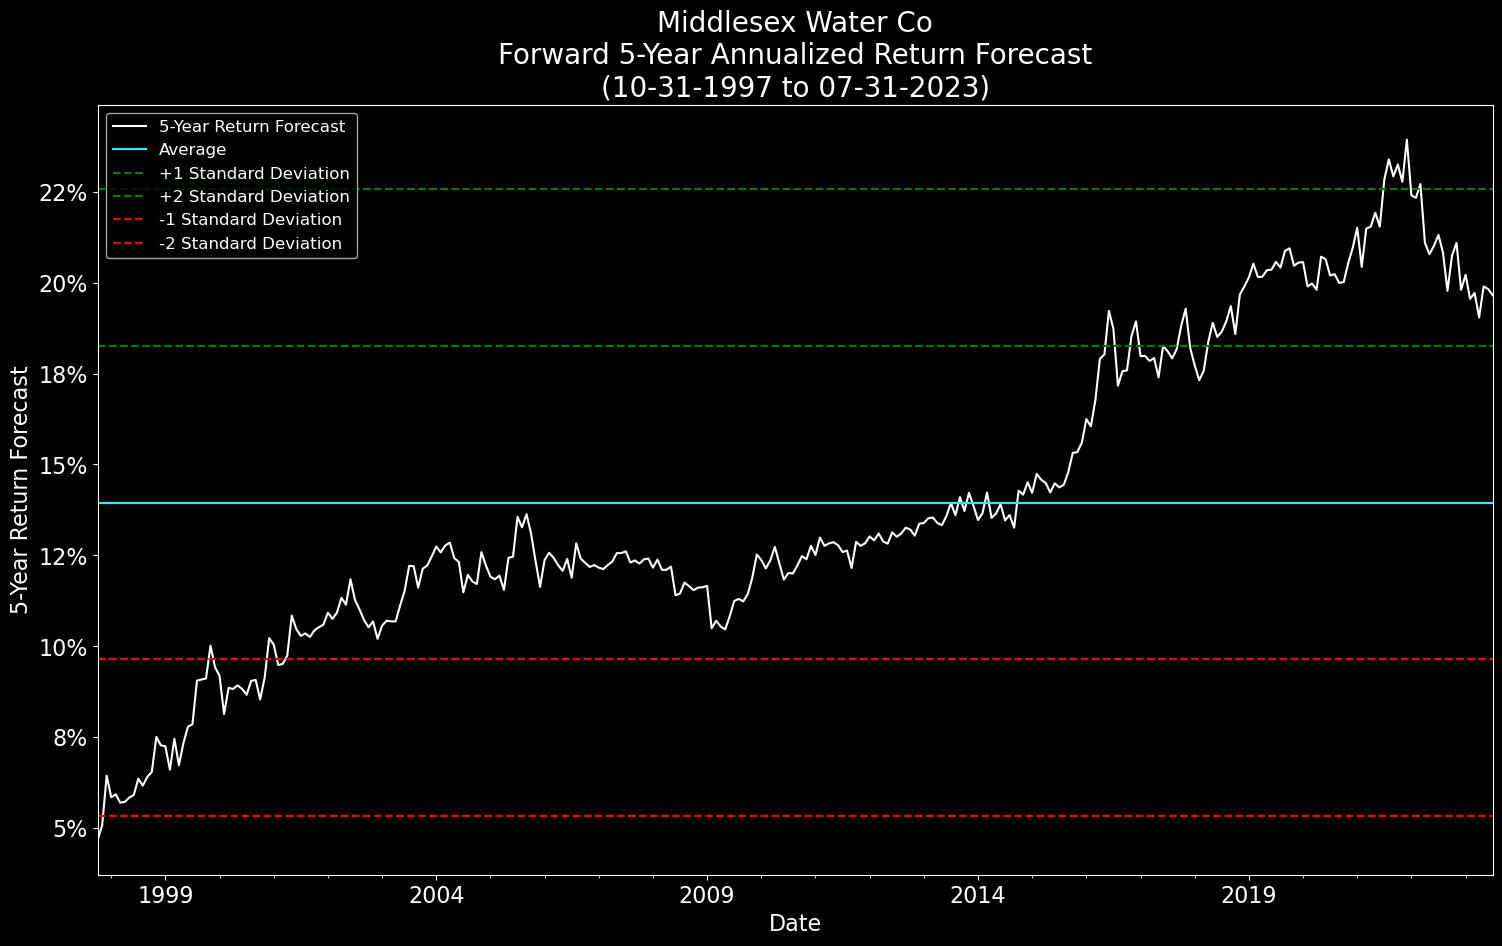 Middlesex Water Co
Forward 5-Year Annualized Return Forecast
(10-31-1997 to 07-31-2023)
5-Year Return Forecast
Average
+1 Standard Deviation
+2 Standard Deviation
-1 Standard Deviation
-2 Standard Deviation
22%
20%
18%
15%
12%
10%
8%
5%
5-Year Return Forecast
1999
2004
2009
2014
2019
Date